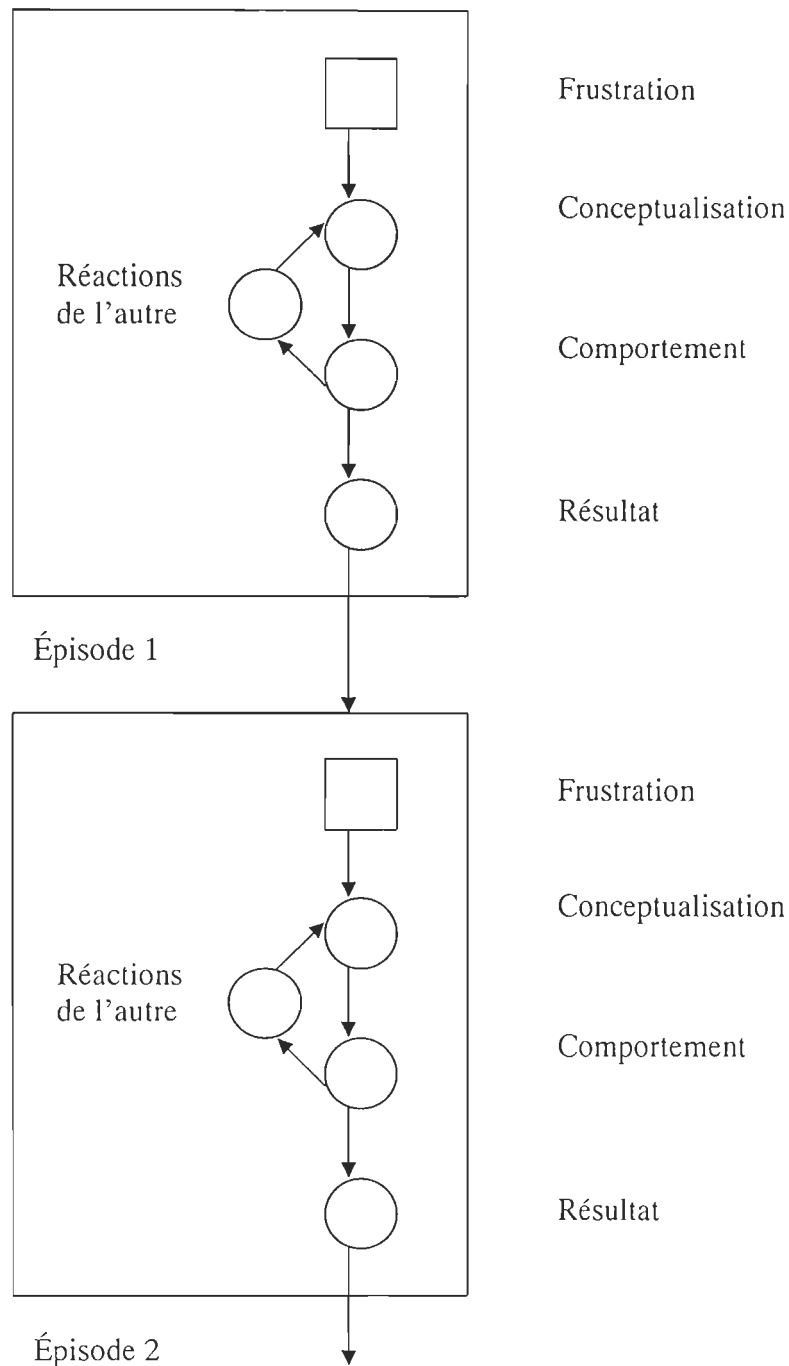 Frustration
Conceptualisation
Réactions
de l'autre
Comportement
Résultat
Épisode 1
Frustration
Conceptualisation
Réactions
de l'autre
Comportement
Résultat
Épisode 2